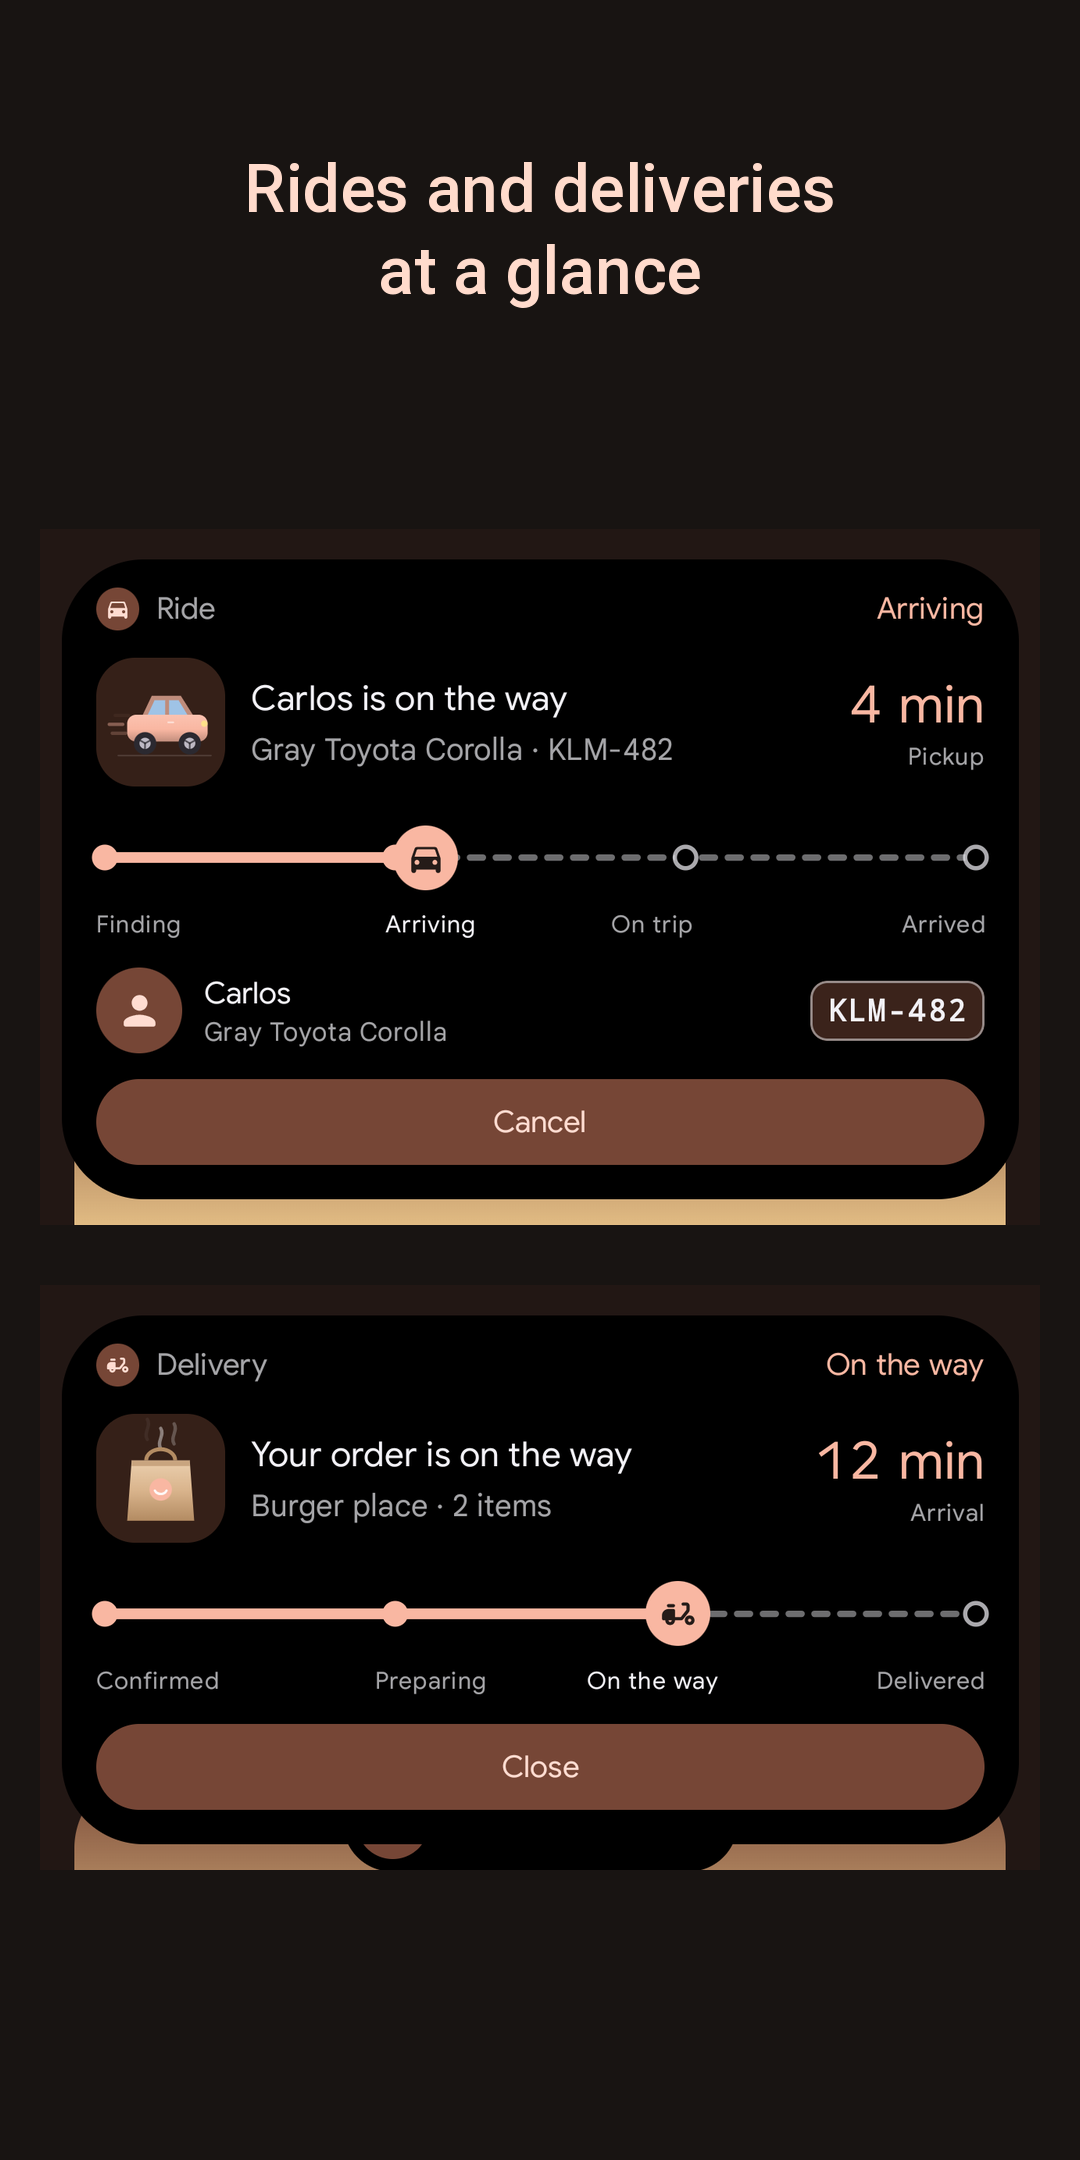 Rides and deliveries
at a glance
Ride
Arriving
Carlos is on the way
4 min
Gray Toyota Corolla · KLM-482
Pickup
Finding
Arriving
On trip
Arrived
Carlos
Gray Toyota Corolla
KLM-482
Cancel
Delivery
On the way
Your order is on the way
12 min
Burger place · 2 items
Arrival
Confirmed
Preparing
On the way
Delivered
Close